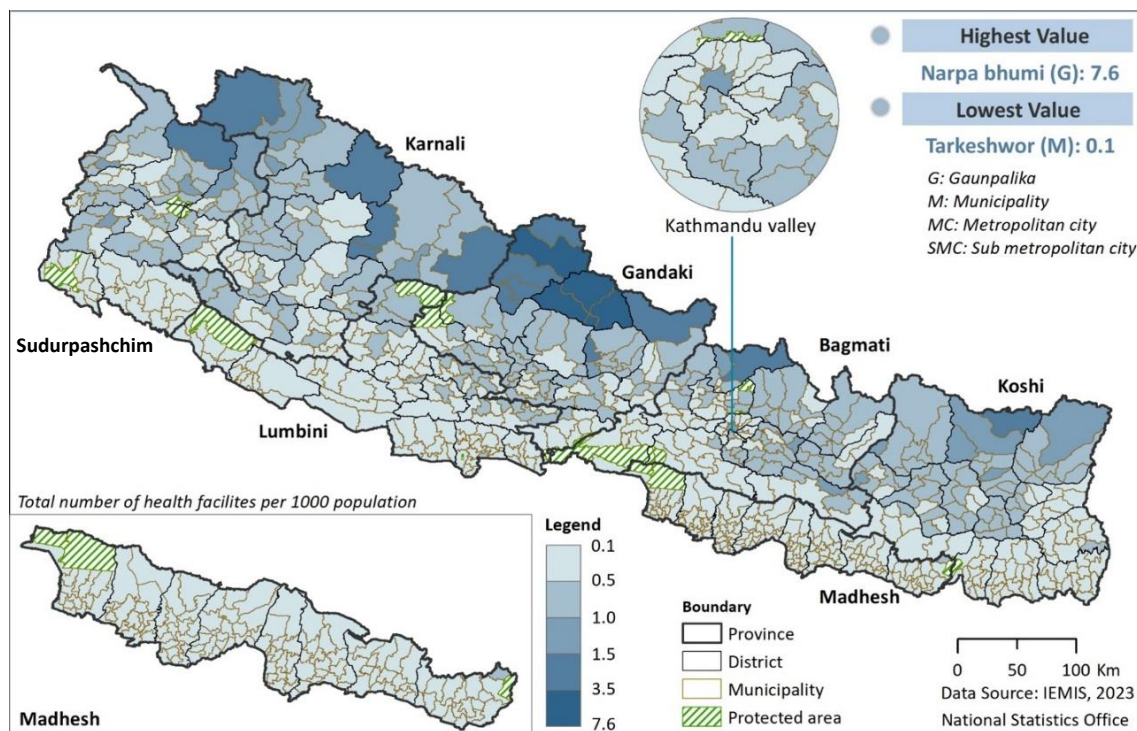 Highest Value
Narpa bhumi (G): 7.6
Lowest Value
Tarkeshwor (M): 0.1
G: Gaunpalika
M: Municipality
MC: Metropolitan city
SMC: Sub metropolitan city
Karnali
Kathmandu valley
Gandaki
Sudurpashchim
Bagmati
Koshi
Lumbini
Madhesh
Total number of health facilites per 1000 population
Madhesh
Legend
0.1
0.5
1.0
1.5
3.5
7.6
Boundary
Province
District
Municipality
Protected area
0 50 100 Km
Data Source: IEMIS, 2023
National Statistics Office